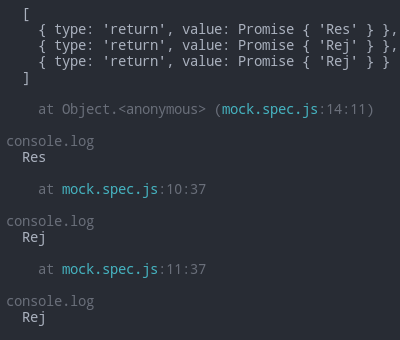 [
{ type: 'return', value: Promise { 'Res' } },
{ type: 'return', value: Promise { 'Rej' } },
{ type: 'return', value: Promise { 'Rej' } }
]
at Object.<anonymous> (mock.spec.js:14:11)
console.log
Res
at mock.spec.js:10:37
console.log
Rej
at mock.spec.js:11:37
console.log
Rej